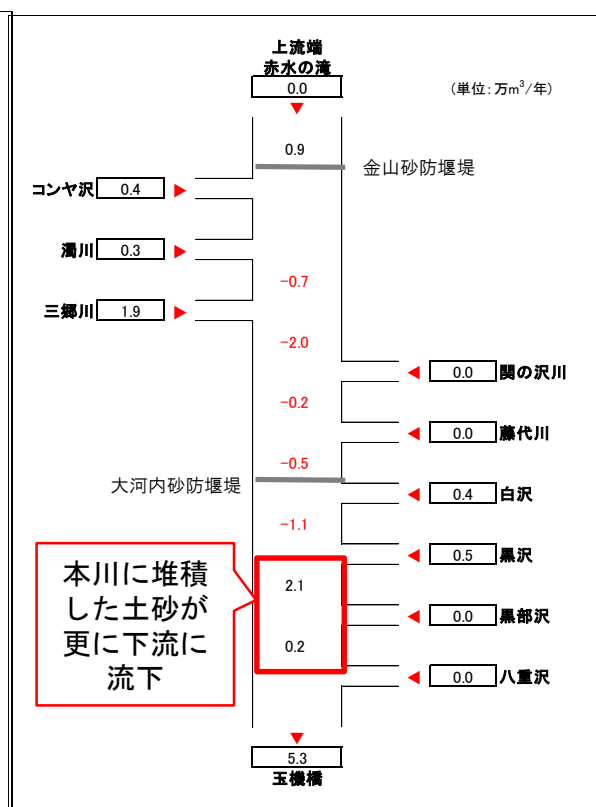 上流端
赤水の滝
0.0
(単位：万m³/年)
0.9
金山砂防堰堤
コンヤ沢 0.4
濁川 0.3
-0.7
三郷川 1.9
-2.0
0.0 関の沢川
-0.2
0.0 藤代川
-0.5
大河内砂防堰堤
0.4 白沢
-1.1
0.5 黒沢
本川に堆積
した土砂が
更に下流に
流下
2.1
0.0 黒部沢
0.2
0.0 八重沢
5.3
玉機橋